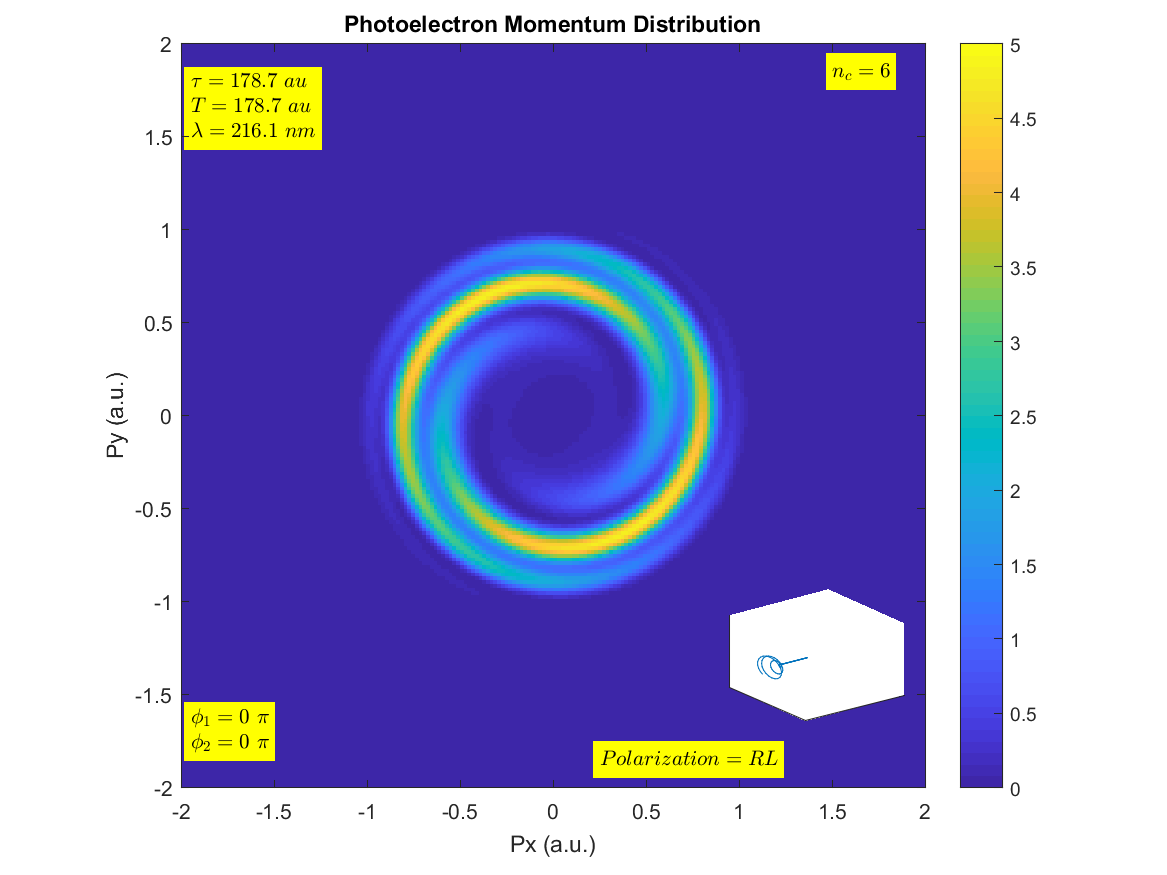 Photoelectron Momentum Distribution
τ = 178.7 au
T = 178.7 au
λ = 216.1 nm
n_c = 6
ϕ_1 = 0 π
ϕ_2 = 0 π
Polarization = RL
2
1.5
1
0.5
0
-0.5
-1
-1.5
-2
Py (a.u.)
-2
-1.5
-1
-0.5
0
0.5
1
1.5
2
Px (a.u.)
5
4.5
4
3.5
3
2.5
2
1.5
1
0.5
0